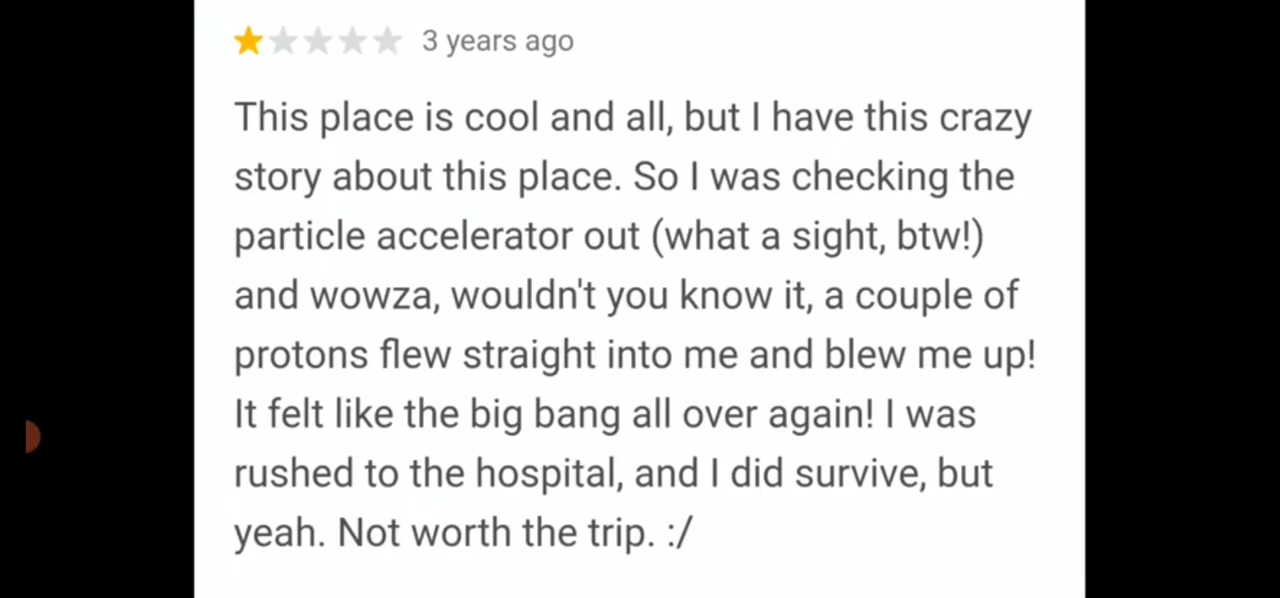 3 years ago
This place is cool and all, but I have this crazy
story about this place. So I was checking the
particle accelerator out (what a sight, btw!)
and wowza, wouldn't you know it, a couple of
protons flew straight into me and blew me up!
It felt like the big bang all over again! I was
rushed to the hospital, and I did survive, but
yeah. Not worth the trip. :/